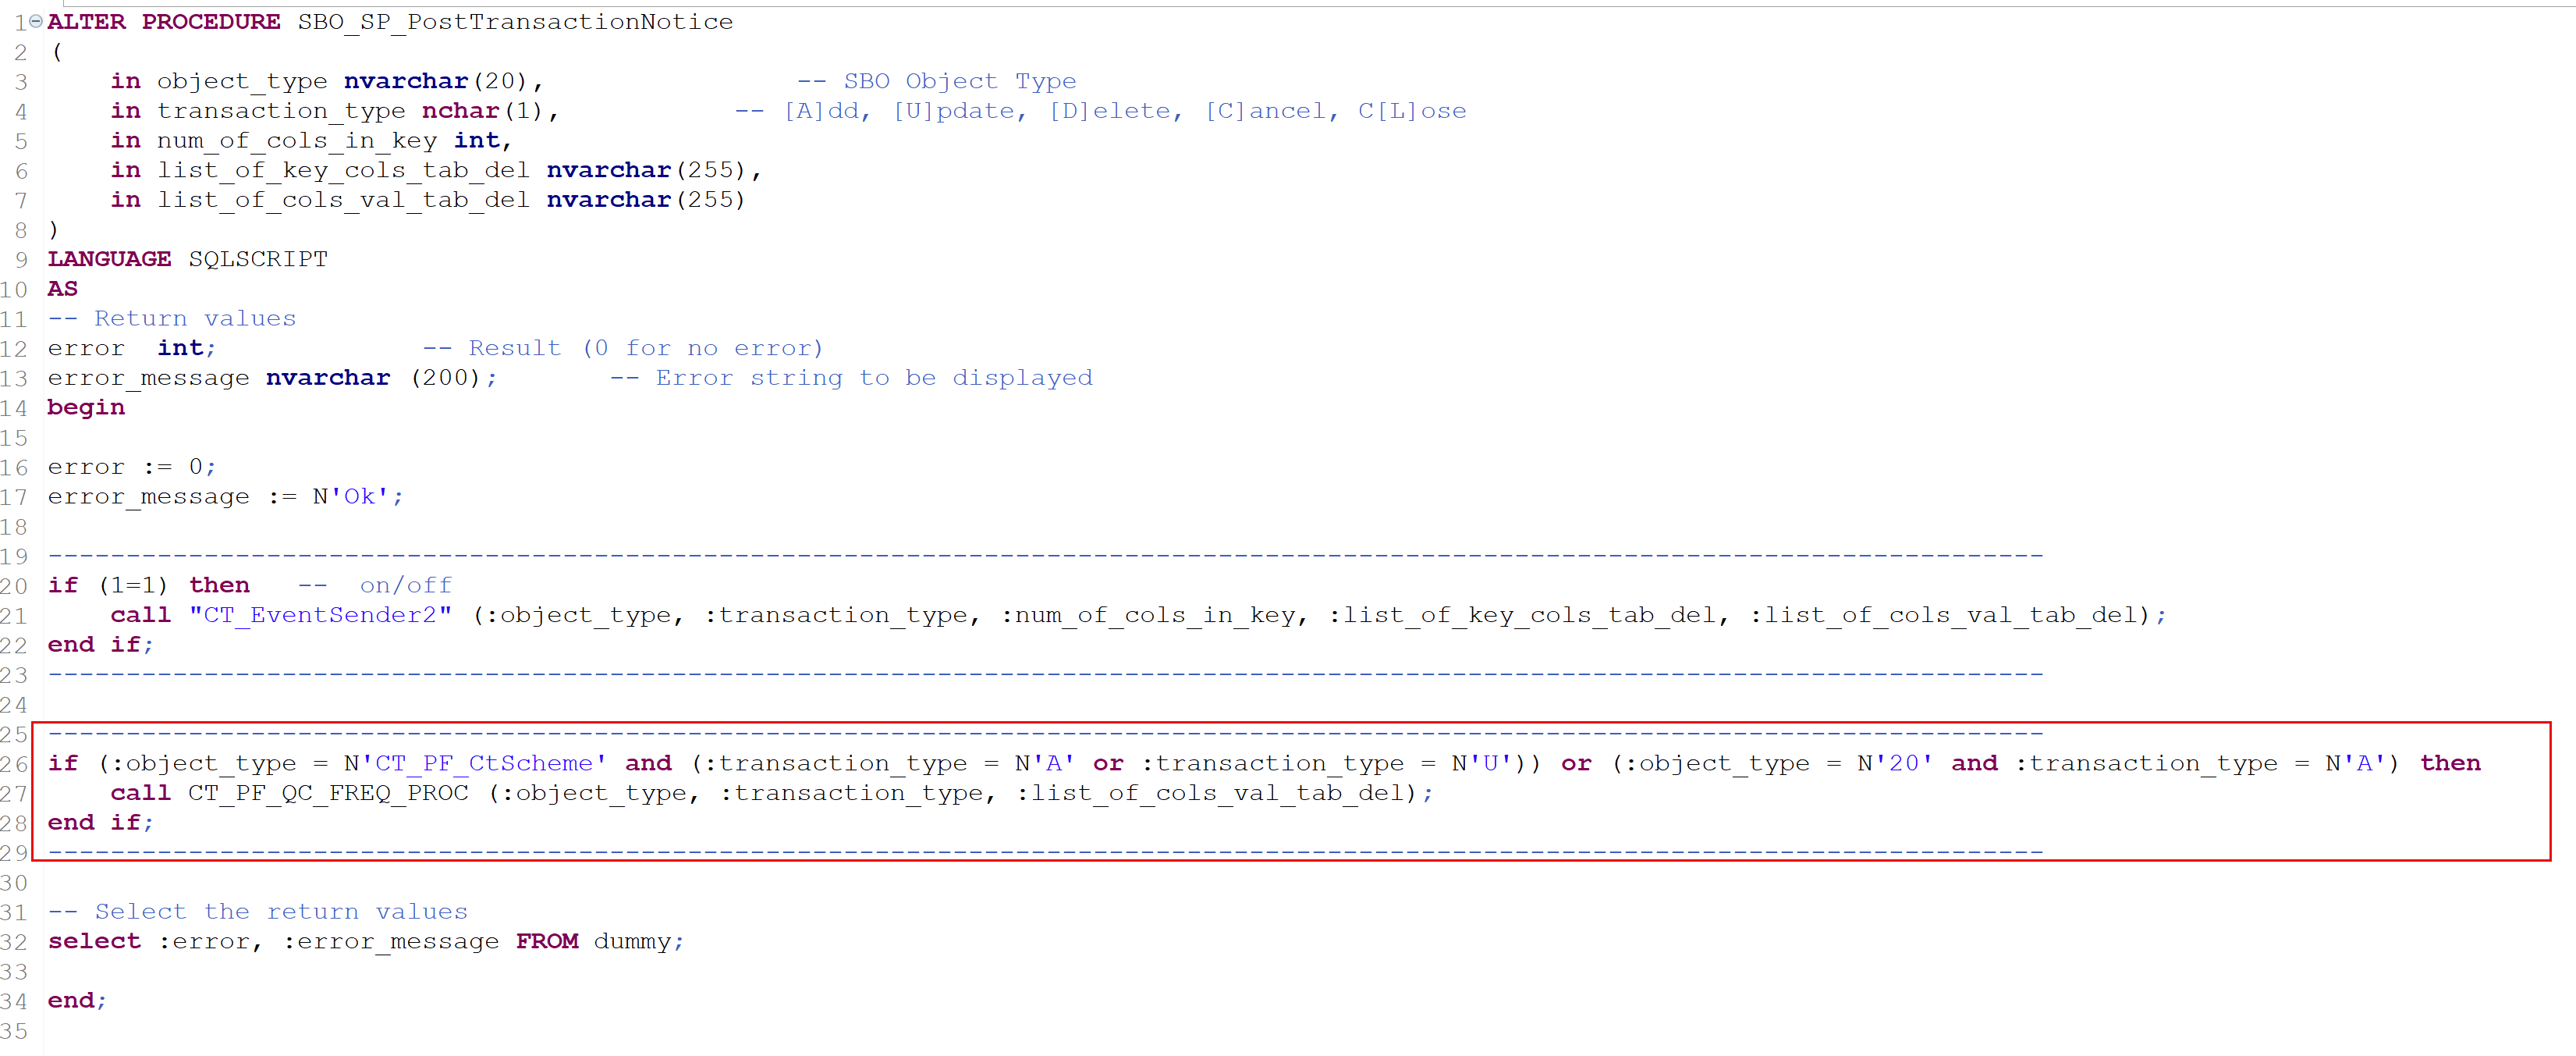 1 ALTER PROCEDURE SBO_SP_PostTransactionNotice
2 (
3 in object_type nvarchar(20), -- SBO Object Type
4 in transaction_type nchar(1), -- [A]dd, [U]pdate, [D]elete, [C]ancel, C[L]ose
5 in num_of_cols_in_key int,
6 in list_of_key_cols_tab_del nvarchar(255),
7 in list_of_cols_val_tab_del nvarchar(255)
8 )
9 LANGUAGE SQLSCRIPT
10 AS
11 -- Return values
12 error int; -- Result (0 for no error)
13 error_message nvarchar (200); -- Error string to be displayed
14 begin
15
16 error := 0;
17 error_message := N'Ok';
18
19 --------------------------------------------------------------------------------------------------------------------------------
20 if (1=1) then -- on/off
21 call "CT_EventSender2" (:object_type, :transaction_type, :num_of_cols_in_key, :list_of_key_cols_tab_del, :list_of_cols_val_tab_del);
22 end if;
23 --------------------------------------------------------------------------------------------------------------------------------
24
25 --------------------------------------------------------------------------------------------------------------------------------
26 if (:object_type = N'CT_PF_CtScheme' and (:transaction_type = N'A' or :transaction_type = N'U')) or (:object_type = N'20' and :transaction_type = N'A') then
27 call CT_PF_QC_FREQ_PROC (:object_type, :transaction_type, :list_of_cols_val_tab_del);
28 end if;
29 --------------------------------------------------------------------------------------------------------------------------------
30
31 -- Select the return values
32 select :error, :error_message FROM dummy;
33
34 end;
35